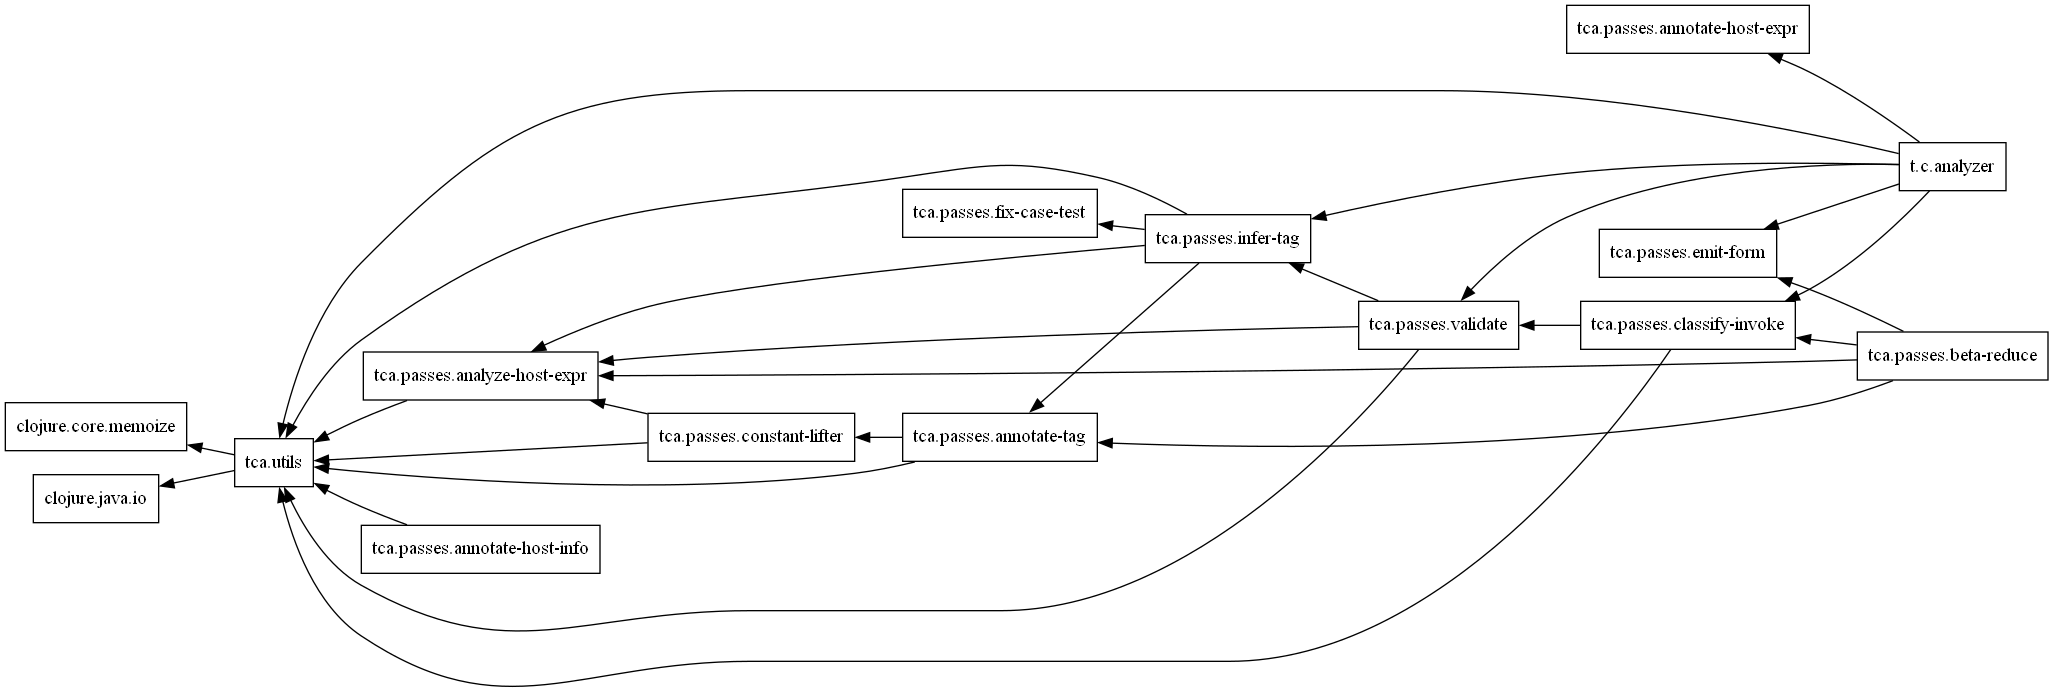 tca.passes.annotate-host-expr
t.c.analyzer
tca.passes.fix-case-test
tca.passes.infer-tag
tca.passes.emit-form
tca.passes.validate
tca.passes.classify-invoke
tca.passes.beta-reduce
tca.passes.analyze-host-expr
clojure.core.memoize
tca.passes.constant-lifter
tca.passes.annotate-tag
tca.utils
clojure.java.io
tca.passes.annotate-host-info